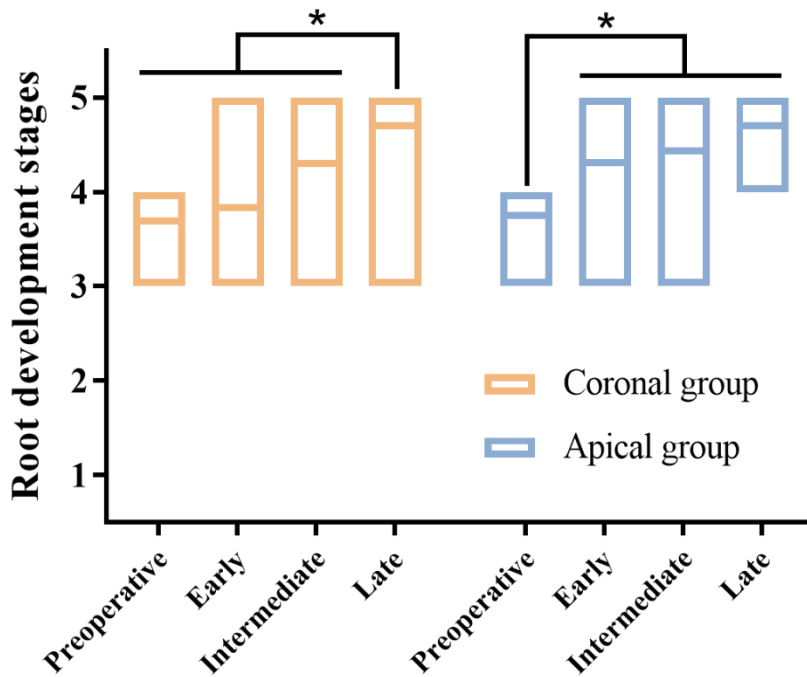 *
*
Root development stages
5
4
3
2
1
Coronal group
Apical group
Preoperative
Early
Intermediate
Late
Preoperative
Early
Intermediate
Late